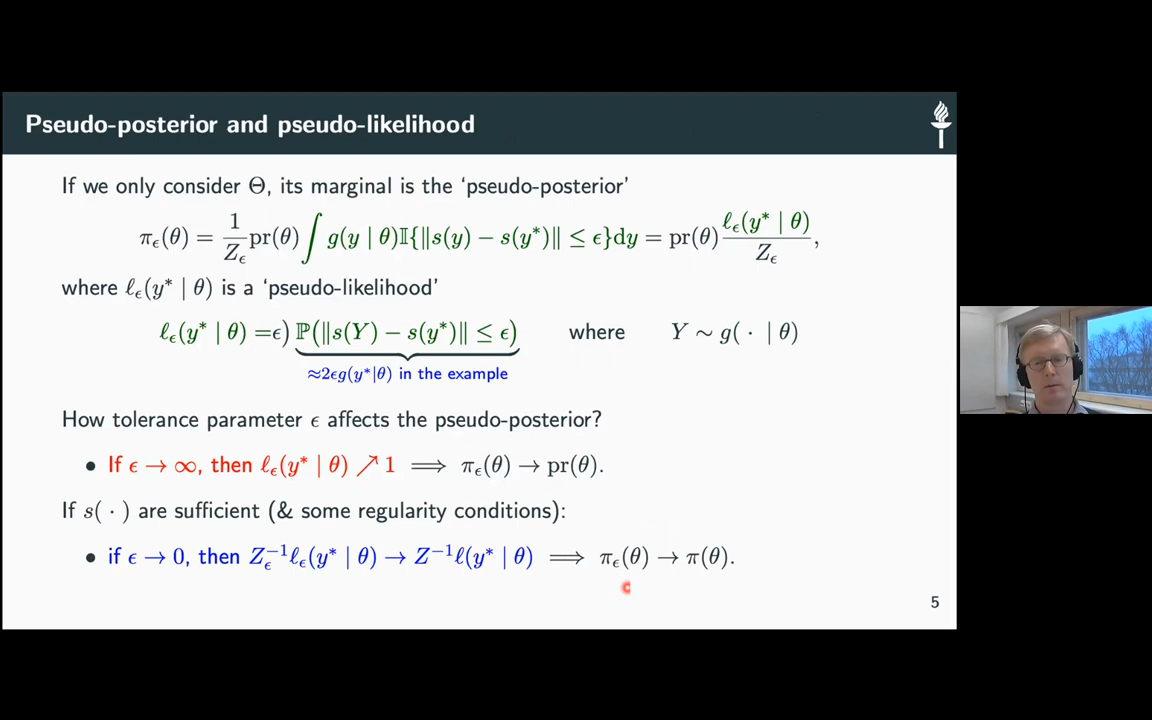 Pseudo-posterior and pseudo-likelihood
If we only consider Θ, its marginal is the ‘pseudo-posterior’
π_ϵ(θ) = 1/Z_ϵ pr(θ) ∫ g(y | θ)𝕀{‖s(y) − s(y*)‖ ≤ ϵ}dy = pr(θ) ℓ_ϵ(y* | θ)/Z_ϵ,
where ℓ_ϵ(y* | θ) is a ‘pseudo-likelihood’
ℓ_ϵ(y* | θ) =ϵ) ℙ(‖s(Y) − s(y*)‖ ≤ ϵ) where Y ∼ g( · | θ)
≈2ϵg(y*|θ) in the example
How tolerance parameter ϵ affects the pseudo-posterior?
• If ϵ → ∞, then ℓ_ϵ(y* | θ) ↗ 1 ⟹ π_ϵ(θ) → pr(θ).
If s( · ) are sufficient (& some regularity conditions):
• if ϵ → 0, then Z_ϵ^{-1}ℓ_ϵ(y* | θ) → Z^{-1}ℓ(y* | θ) ⟹ π_ϵ(θ) → π(θ).
5